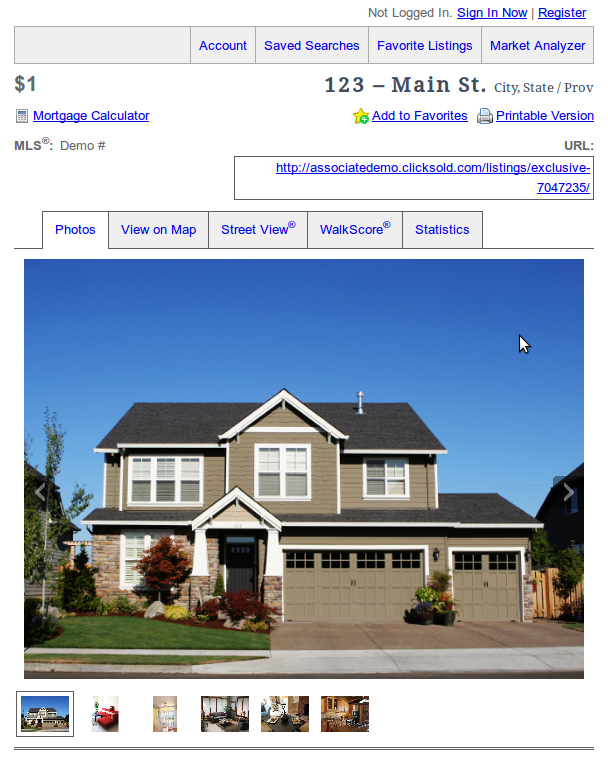 Not Logged In. Sign In Now | Register
Account Saved Searches Favorite Listings Market Analyzer
$1 123 – Main St. City, State / Prov
Mortgage Calculator Add to Favorites Printable Version
MLS®: Demo # URL:
http://associatedemo.clicksold.com/listings/exclusive-
7047235/
Photos View on Map Street View® WalkScore® Statistics